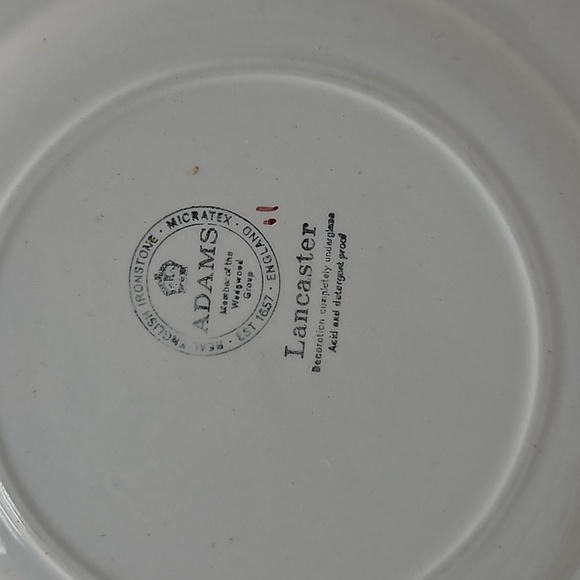 REAL ENGLISH IRONSTONE · MICRATEX · ENGLAND · EST 1657 ·
ADAMS
Member of the
Wedgwood
Group
Lancaster
Decoration completely underglaze
Acid and detergent proof